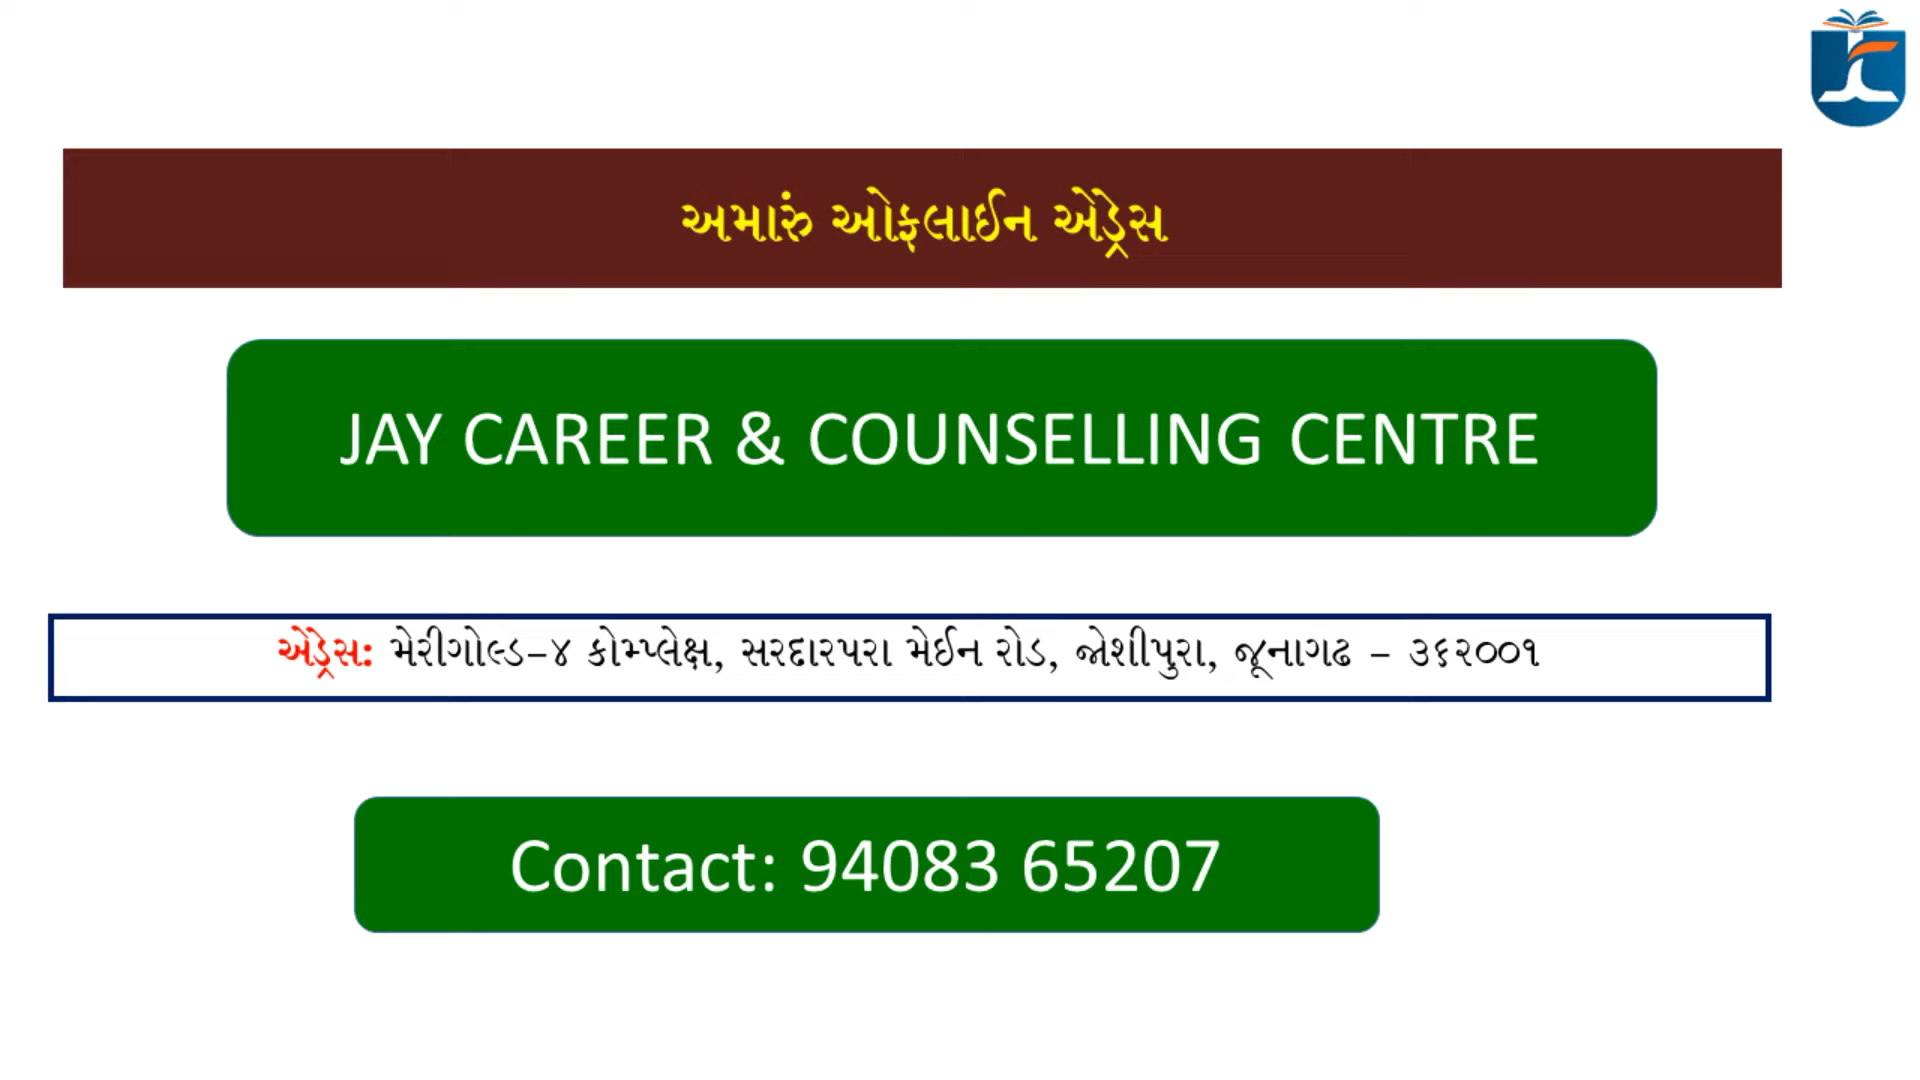 અમારું ઓફલાઈન એડ્રેસ
JAY CAREER & COUNSELLING CENTRE
એડ્રેસ: મેરીગોલ્ડ-૪ કોમ્પ્લેક્ષ, સરદારપરા મેઈન રોડ, જોશીપુરા, જૂનાગઢ - ૩૬૨૦૦૧
Contact: 94083 65207